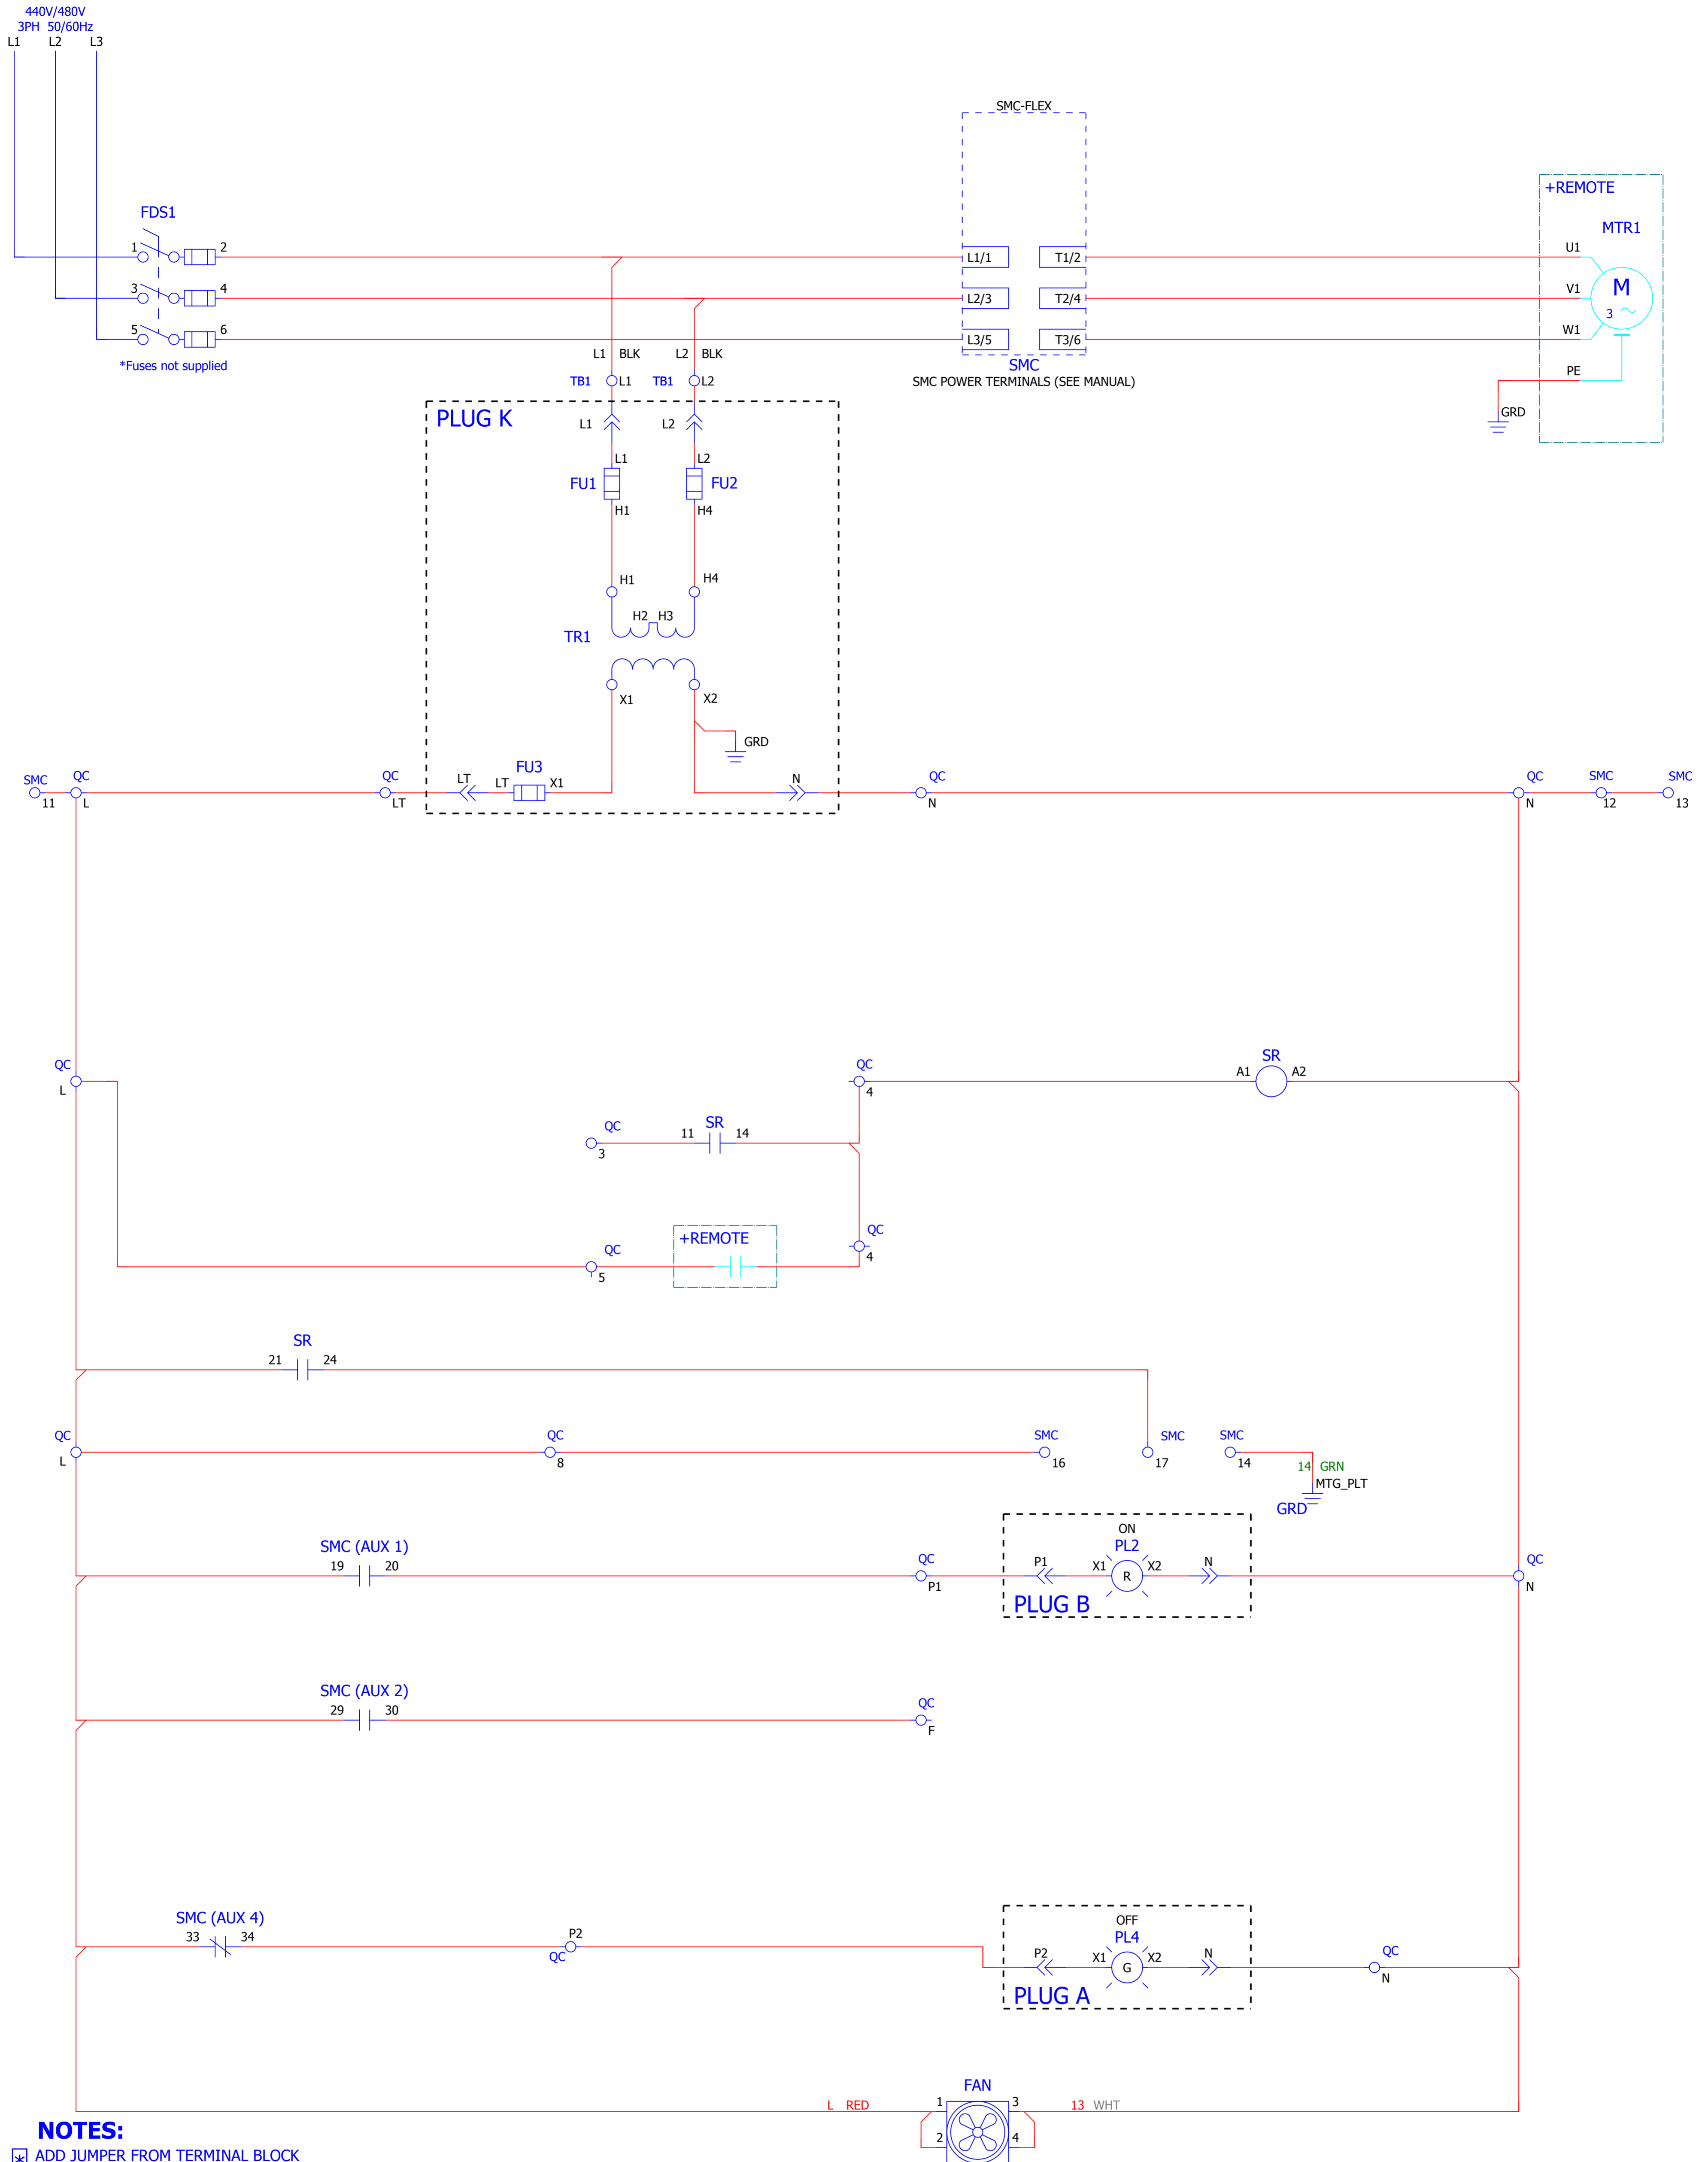 440V/480V
3PH 50/60Hz
L1 L2 L3
SMC-FLEX
+REMOTE
FDS1
MTR1
1 2
L1/1 T1/2
U1
3 4
L2/3 T2/4
V1
M
3
5 6
L3/5 T3/6
W1
*Fuses not supplied
L1 BLK L2 BLK
SMC
SMC POWER TERMINALS (SEE MANUAL)
PE
TB1 L1 TB1 L2
GRD
PLUG K
L1 L2
L1 L2
FU1 FU2
H1 H4
H1 H4
H2 H3
TR1
X1 X2
GRD
FU3
SMC QC QC LT LT X1 N QC QC SMC SMC
11 L LT N N 12 13
QC QC SR
L 4 A1 A2
QC SR
3 11 14
+REMOTE QC
QC 4
5
SR
21 24
QC QC SMC SMC SMC
L 8 16 17 14
14 GRN
MTG_PLT
GRD
ON
SMC (AUX 1) PL2
19 20 QC P1 X1 R X2 N QC
P1 N
PLUG B
SMC (AUX 2)
29 30 QC
F
SMC (AUX 4) OFF
33 34 P2 PL4
QC P2 X1 G X2 N QC
N
PLUG A
FAN
L RED 1 3 13 WHT
2 4
NOTES:
* ADD JUMPER FROM TERMINAL BLOCK